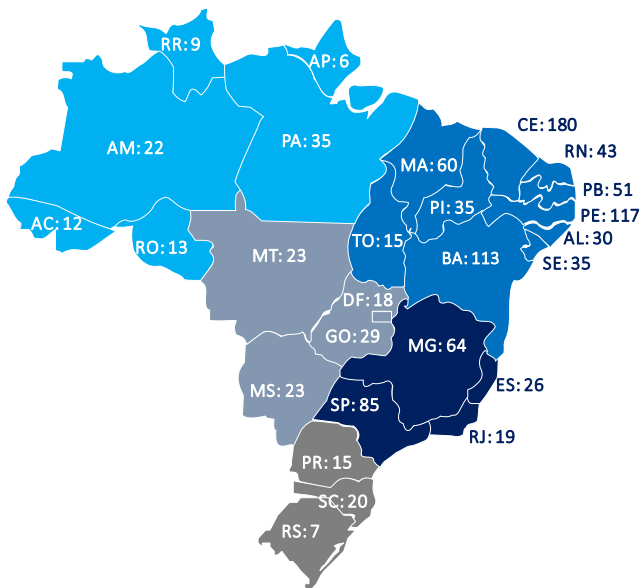 RR: 9
AP: 6
CE: 180
AM: 22
PA: 35
RN: 43
MA: 60
PB: 51
PI: 35
PE: 117
AC: 12
RO: 13
TO: 15
AL: 30
MT: 23
BA: 113
SE: 35
DF: 18
GO: 29
MG: 64
MS: 23
SP: 85
ES: 26
RJ: 19
PR: 15
SC: 20
RS: 7